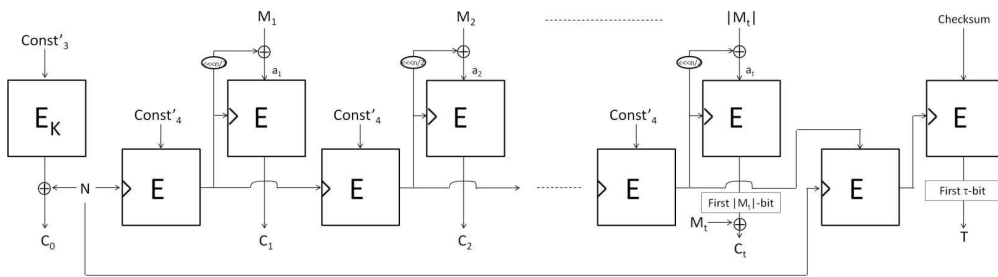 M₁
M₂
|Mₜ|
Checksum
Const'₃
<<<n/2
<<<n/2
<<<n/2
a₁
a₂
aₜ
E_K
E
E
E
E
Const'₄
Const'₄
Const'₄
E
E
E
E
N
First |Mₜ|-bit
First τ-bit
Mₜ
C₀
C₁
C₂
Cₜ
T